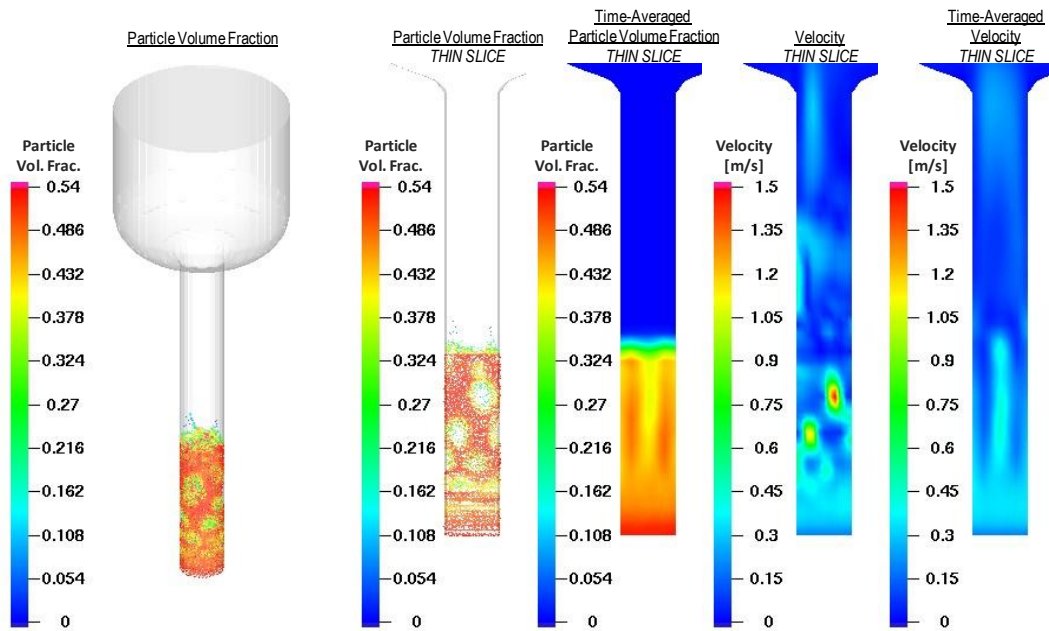 Particle Volume Fraction
Particle
Vol. Frac.
0.54
0.486
0.432
0.378
0.324
0.27
0.216
0.162
0.108
0.054
0
Particle Volume Fraction
THIN SLICE
Particle
Vol. Frac.
0.54
0.486
0.432
0.378
0.324
0.27
0.216
0.162
0.108
0.054
0
Time-Averaged
Particle Volume Fraction
THIN SLICE
Particle
Vol. Frac.
0.54
0.486
0.432
0.378
0.324
0.27
0.216
0.162
0.108
0.054
0
Velocity
THIN SLICE
Velocity
[m/s]
1.5
1.35
1.2
1.05
0.9
0.75
0.6
0.45
0.3
0.15
0
Time-Averaged
Velocity
THIN SLICE
Velocity
[m/s]
1.5
1.35
1.2
1.05
0.9
0.75
0.6
0.45
0.3
0.15
0